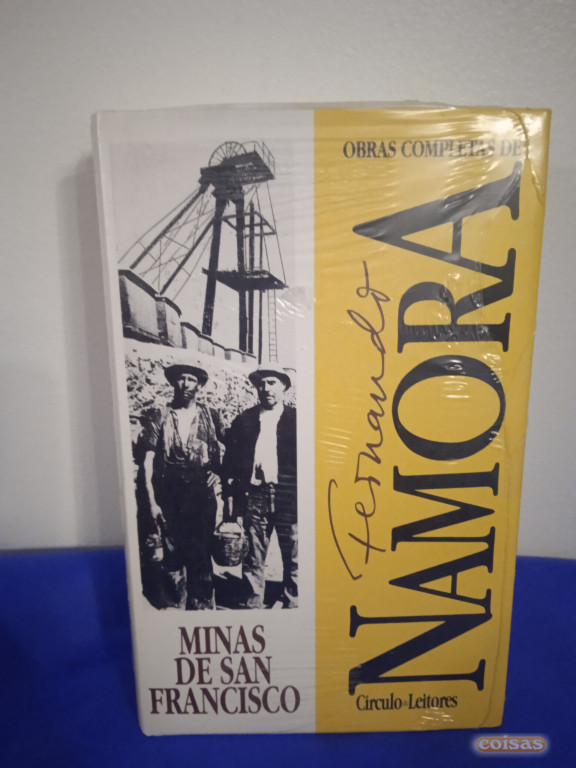 OBRAS COMPLETAS DE
Fernando
NAMORA
MINAS
DE SAN
FRANCISCO
Círculo de Leitores
coisas